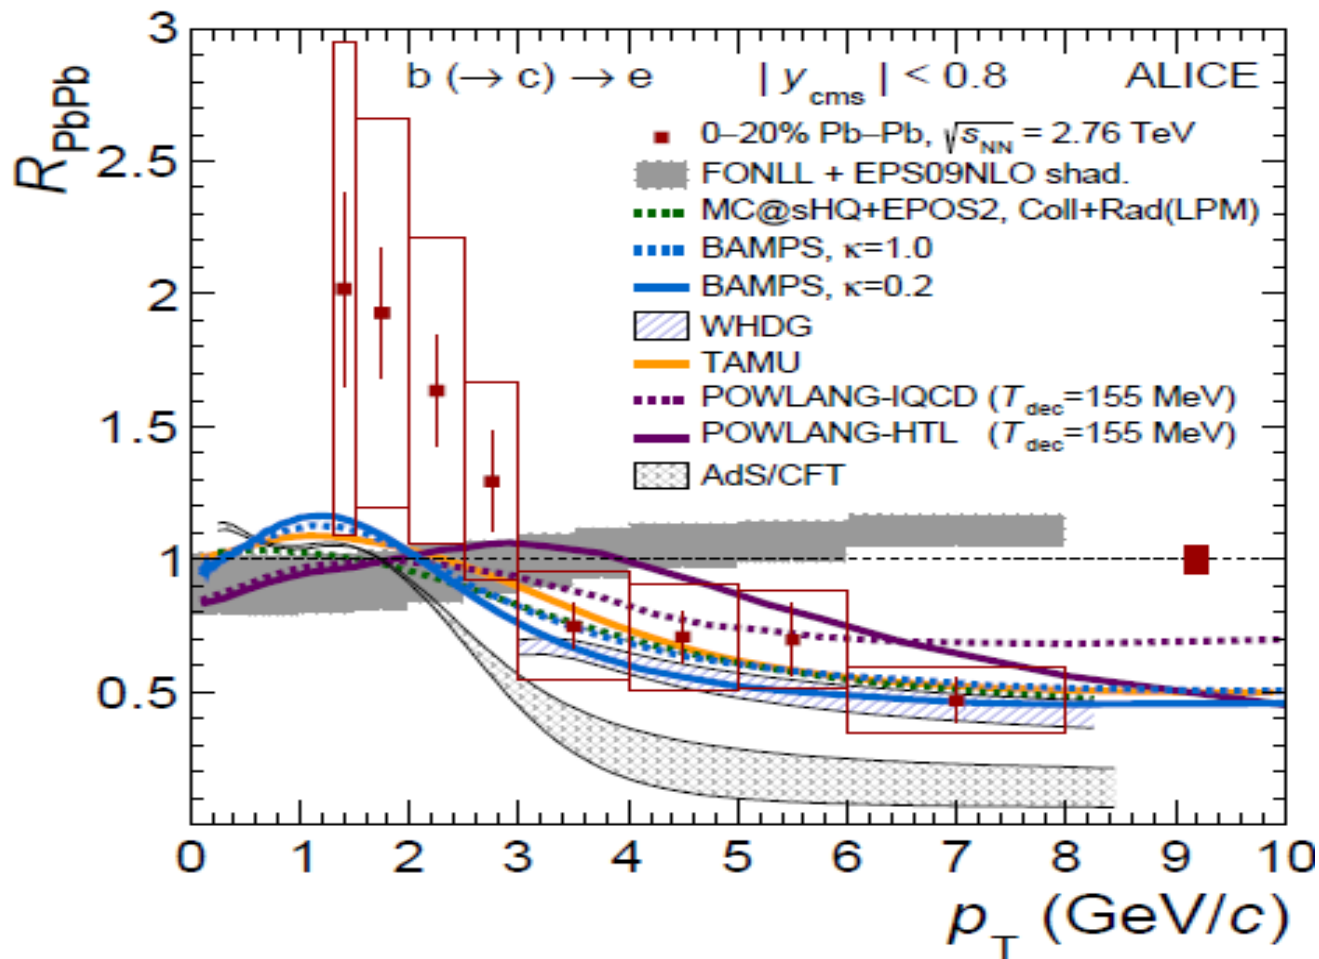 3
b (→ c) → e | y_cms | < 0.8 ALICE
R_PbPb
0–20% Pb–Pb, √s_NN = 2.76 TeV
2.5
FONLL + EPS09NLO shad.
MC@sHQ+EPOS2, Coll+Rad(LPM)
BAMPS, κ=1.0
2
BAMPS, κ=0.2
WHDG
TAMU
POWLANG-lQCD (T_dec=155 MeV)
1.5
POWLANG-HTL (T_dec=155 MeV)
AdS/CFT
1
0.5
0 1 2 3 4 5 6 7 8 9 10
p_T (GeV/c)